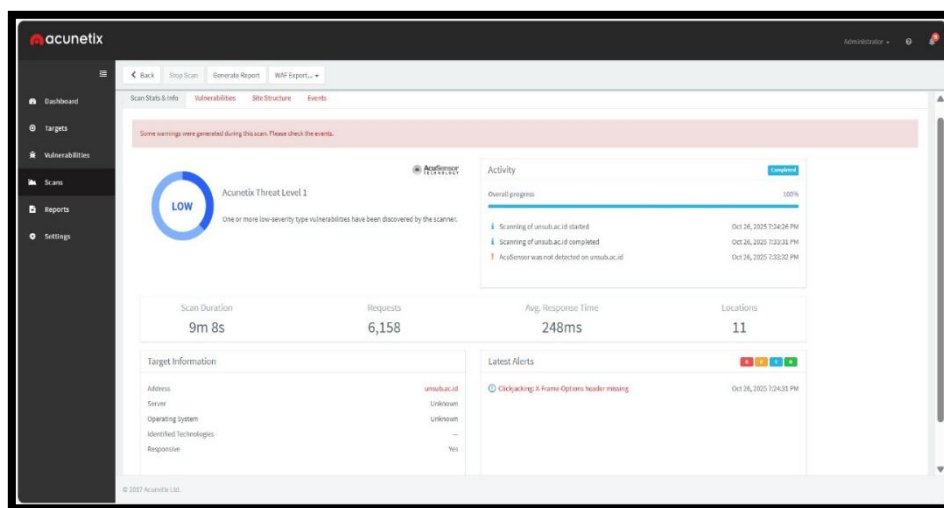 acunetix
Administrator
Back Stop Scan Generate Report WAF Export...
Scan Stats & Info Vulnerabilities Site Structure Events
Dashboard
Targets
Vulnerabilities
Scans
Reports
Settings
Some warnings were generated during this scan. Please check the events.
AcuSensor
TECHNOLOGY
LOW
Acunetix Threat Level 1
One or more low-severity type vulnerabilities have been discovered by the scanner.
Activity Completed
Overall progress 100%
Scanning of unsub.ac.id started Oct 26, 2025 7:24:26 PM
Scanning of unsub.ac.id completed Oct 26, 2025 7:33:31 PM
AcuSensor was not detected on unsub.ac.id Oct 26, 2025 7:33:32 PM
Scan Duration Requests Avg. Response Time Locations
9m 8s 6,158 248ms 11
Target Information
Address unsub.ac.id
Server Unknown
Operating System Unknown
Identified Technologies --
Responsive Yes
Latest Alerts
Clickjacking: X-Frame-Options header missing Oct 26, 2025 7:24:31 PM
© 2017 Acunetix Ltd.